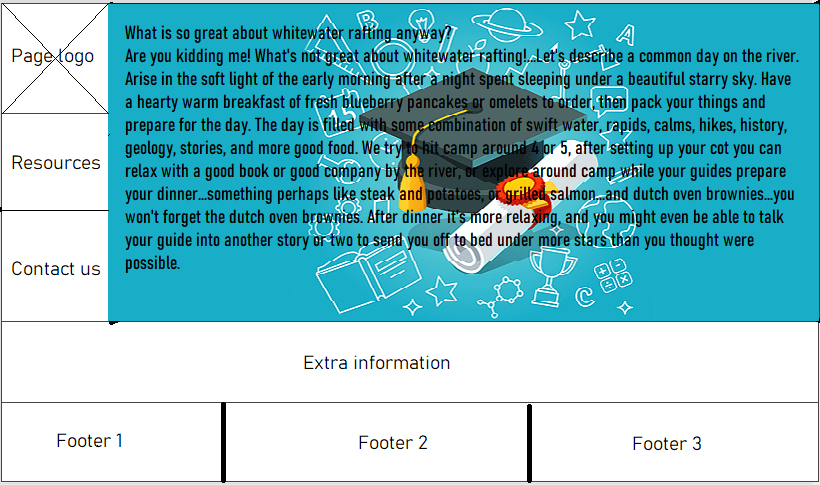 Page logo
Resources
Contact us
What is so great about whitewater rafting anyway?
Are you kidding me! What's not great about whitewater rafting!...Let's describe a common day on the river.
Arise in the soft light of the early morning after a night spent sleeping under a beautiful starry sky. Have
a hearty warm breakfast of fresh blueberry pancakes or omelets to order, then pack your things and
prepare for the day. The day is filled with some combination of swift water, rapids, calms, hikes, history,
geology, stories, and more good food. We try to hit camp around 4 or 5, after setting up your cot you can
relax with a good book or good company by the river, or explore around camp while your guides prepare
your dinner...something perhaps like steak and potatoes, or grilled salmon...and dutch oven brownies...you
won't forget the dutch oven brownies. After dinner it's more relaxing, and you might even be able to talk
your guide into another story or two to send you off to bed under more stars than you thought were
possible.
Extra information
Footer 1
Footer 2
Footer 3